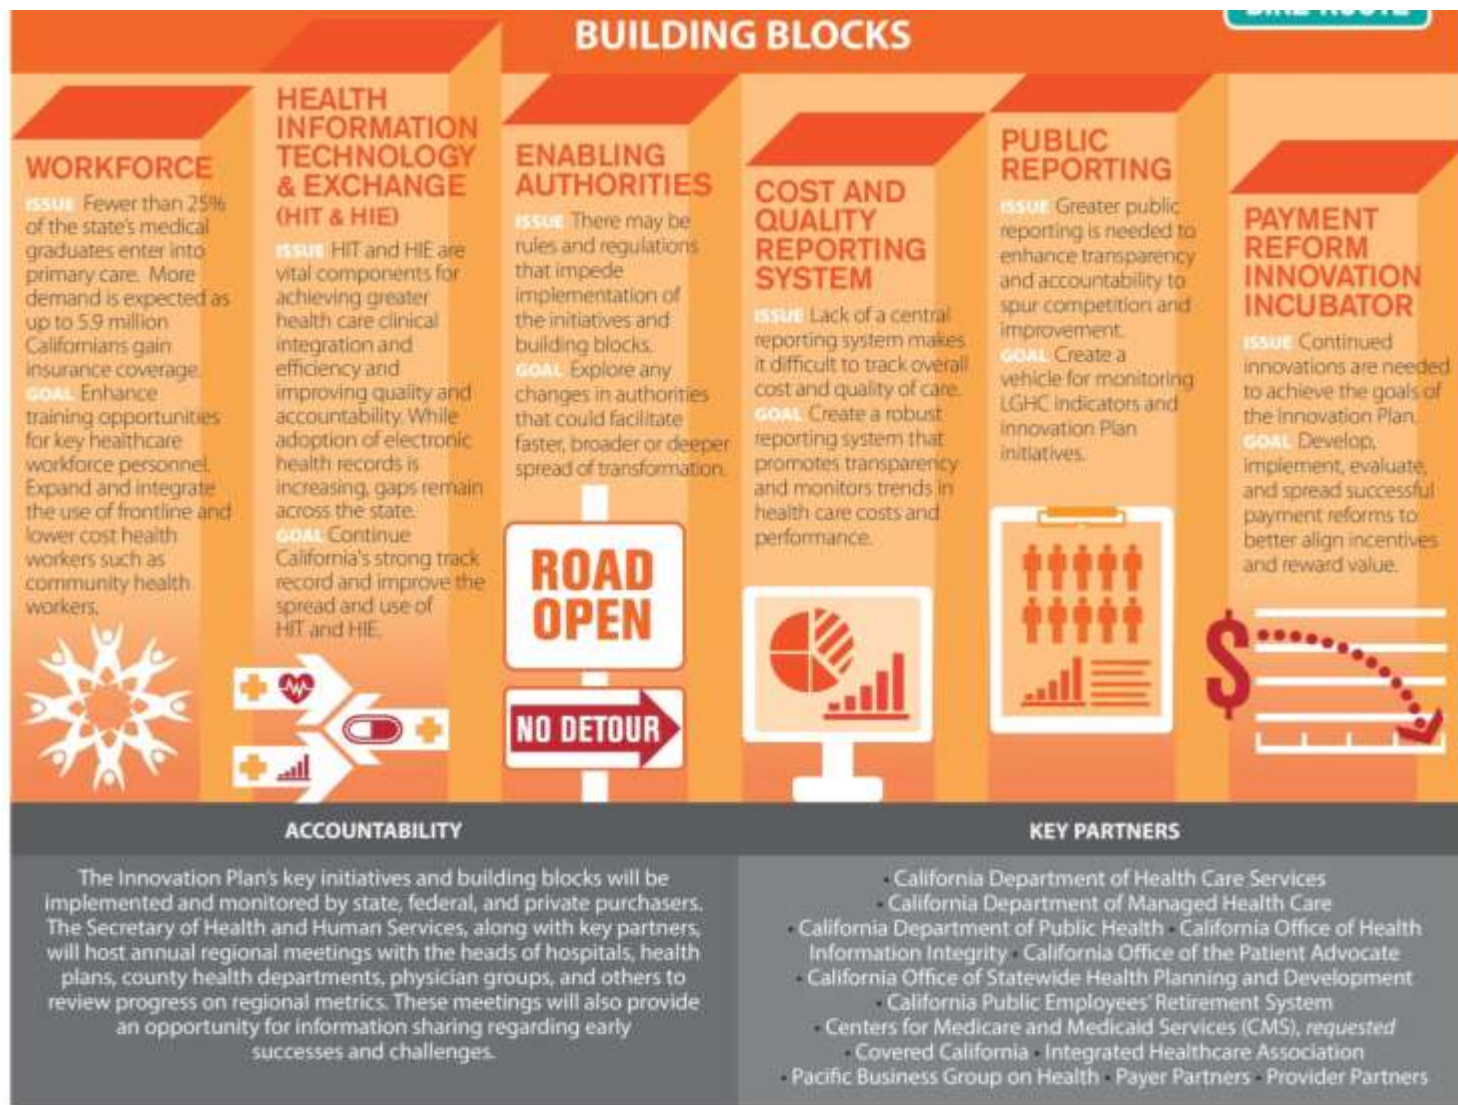 BUILDING BLOCKS
BIKE ROUTE
WORKFORCE
ISSUE Fewer than 25%
of the state's medical
graduates enter into
primary care. More
demand is expected as
up to 5.9 million
Californians gain
insurance coverage.
GOAL Enhance
training opportunities
for key healthcare
workforce personnel.
Expand and integrate
the use of frontline and
lower cost health
workers such as
community health
workers.
HEALTH
INFORMATION
TECHNOLOGY
& EXCHANGE
(HIT & HIE)
ISSUE HIT and HIE are
vital components for
achieving greater
health care clinical
integration and
efficiency and
improving quality and
accountability. While
adoption of electronic
health records is
increasing, gaps remain
across the state.
GOAL Continue
California's strong track
record and improve the
spread and use of
HIT and HIE.
ENABLING
AUTHORITIES
ISSUE There may be
rules and regulations
that impede
implementation of
the initiatives and
building blocks.
GOAL Explore any
changes in authorities
that could facilitate
faster, broader or deeper
spread of transformation.
ROAD
OPEN
NO DETOUR
COST AND
QUALITY
REPORTING
SYSTEM
ISSUE Lack of a central
reporting system makes
it difficult to track overall
cost and quality of care.
GOAL Create a robust
reporting system that
promotes transparency
and monitors trends in
health care costs and
performance.
PUBLIC
REPORTING
ISSUE Greater public
reporting is needed to
enhance transparency
and accountability to
spur competition and
improvement.
GOAL Create a
vehicle for monitoring
LGHC Indicators and
Innovation Plan
initiatives.
PAYMENT
REFORM
INNOVATION
INCUBATOR
ISSUE Continued
innovations are needed
to achieve the goals of
the Innovation Plan.
GOAL Develop,
implement, evaluate,
and spread successful
payment reforms to
better align incentives
and reward value.
$
ACCOUNTABILITY
The Innovation Plan's key initiatives and building blocks will be
implemented and monitored by state, federal, and private purchasers.
The Secretary of Health and Human Services, along with key partners,
will host annual regional meetings with the heads of hospitals, health
plans, county health departments, physician groups, and others to
review progress on regional metrics. These meetings will also provide
an opportunity for information sharing regarding early
successes and challenges.
KEY PARTNERS
• California Department of Health Care Services
• California Department of Managed Health Care
• California Department of Public Health • California Office of Health
Information Integrity • California Office of the Patient Advocate
• California Office of Statewide Health Planning and Development
• California Public Employees' Retirement System
• Centers for Medicare and Medicaid Services (CMS), requested
• Covered California • Integrated Healthcare Association
• Pacific Business Group on Health • Payer Partners • Provider Partners